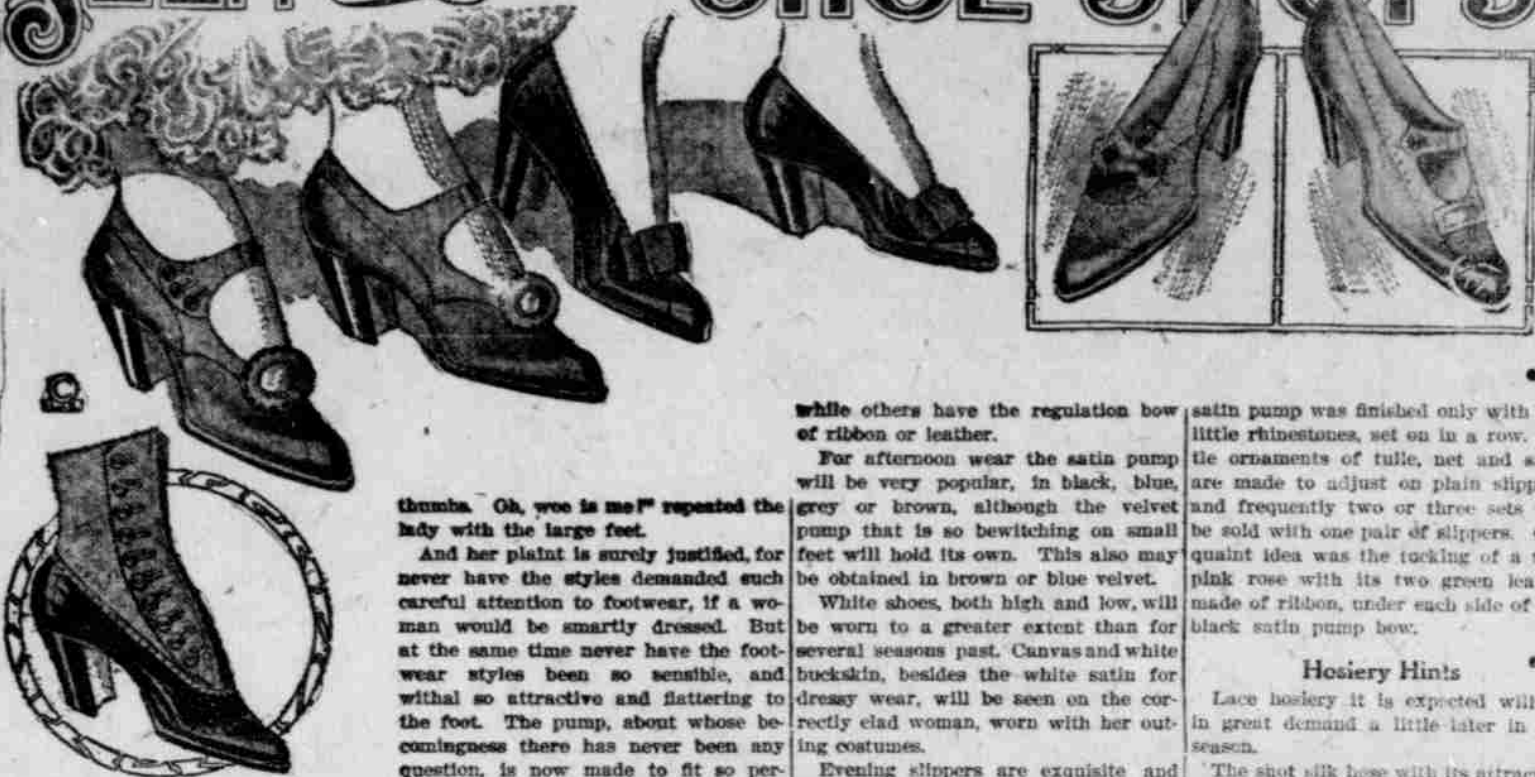 SHOE
thumbs. Oh, woe is me!" repeated the
lady with the large feet.
And her plaint is surely justified, for
never have the styles demanded such
careful attention to footwear, if a wo-
man would be smartly dressed. But
at the same time never have the foot-
wear styles been so sensible, and
withal so attractive and flattering to
the foot. The pump, about whose be-
comingness there has never been any
question, is now made to fit so per-
while others have the regulation bow
of ribbon or leather.
For afternoon wear the satin pump
will be very popular, in black, blue,
grey or brown, although the velvet
pump that is so bewitching on small
feet will hold its own. This also may
be obtained in brown or blue velvet.
White shoes, both high and low, will
be worn to a greater extent than for
several seasons past. Canvas and white
buckskin, besides the white satin for
dressy wear, will be seen on the cor-
rectly clad woman, worn with her out-
ing costumes.
Evening slippers are exquisite and
satin pump was finished only with
little rhinestones, set on in a row.
tle ornaments of tulle, net and
are made to adjust on plain slipp
and frequently two or three sets
be sold with one pair of slippers.
quaint idea was the tucking of a
pink rose with its two green lea
made of ribbon, under each side of
black satin pump bow.
Hosiery Hints
Lace hosiery it is expected will
in great demand a little later in
season.
The shot silk hose with its